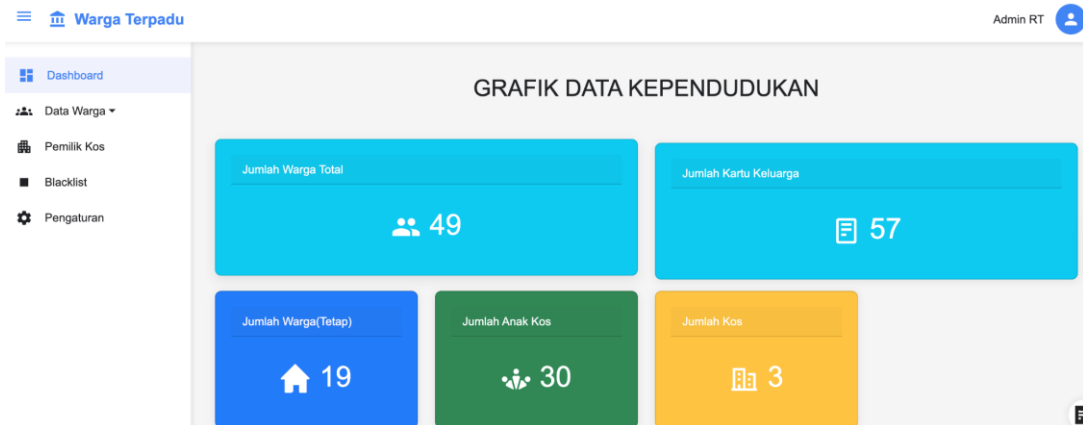 Warga Terpadu
Admin RT
Dashboard
Data Warga
Pemilik Kos
Blacklist
Pengaturan
GRAFIK DATA KEPENDUDUKAN
Jumlah Warga Total
49
Jumlah Kartu Keluarga
57
Jumlah Warga(Tetap)
19
Jumlah Anak Kos
30
Jumlah Kos
3